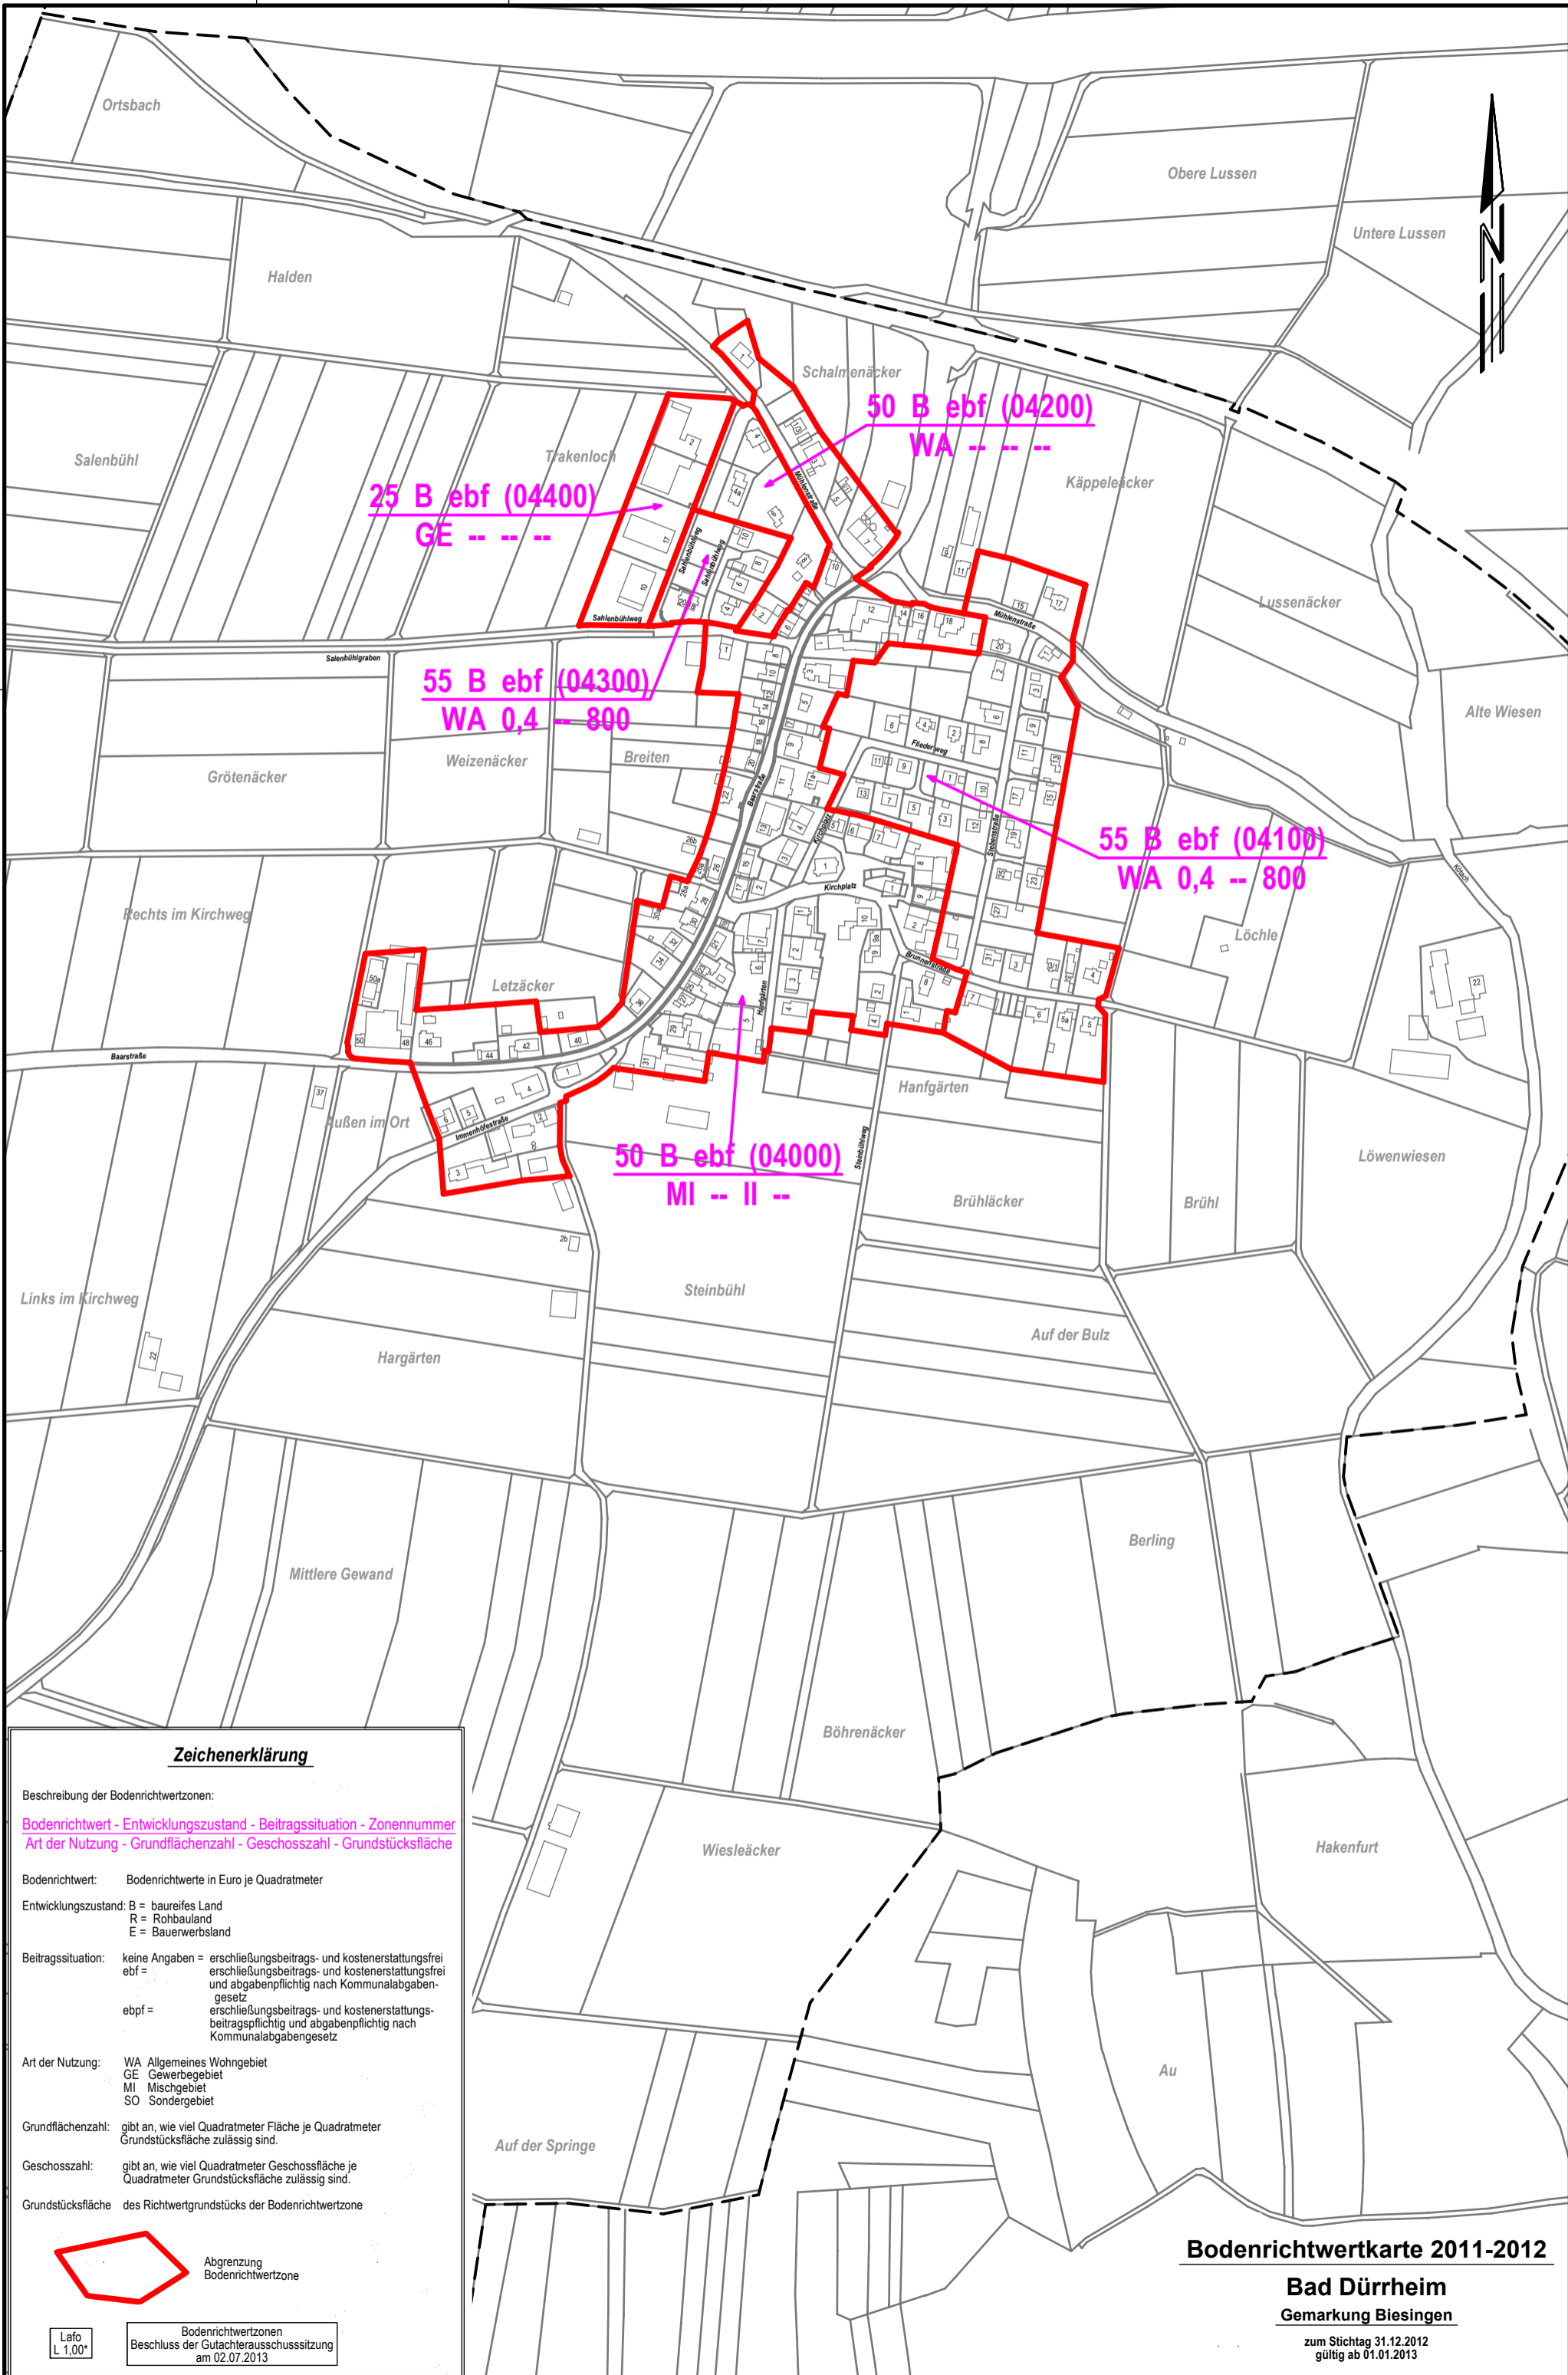 Ortsbach
Obere Lussen
Untere Lussen
Halden
Schalmenäcker
50 B ebf (04200)
WA -- -- --
Salenbühl
Trakenloch
Käppeleäcker
25 B ebf (04400)
GE -- -- --
Mühlenstraße
Sahlenbühlweg
Sahlenbühlweg
Lussenäcker
Sahlenbühlweg
Mühlenstraße
Salenbühlgraben
55 B ebf (04300)
WA 0,4 -- 800
Alte Wiesen
Grötenäcker
Weizenäcker
Breiten
Fliederweg
Baarstraße
Kirchplatz
Stebenstraße
55 B ebf (04100)
WA 0,4 -- 800
Kötach
Kirchplatz
Rechts im Kirchweg
Löchle
Letzäcker
Brunnenstraße
Hanfgärten
Baarstraße
Hanfgärten
Außen im Ort
Immenhöfestraße
Steinbühlweg
50 B ebf (04000)
MI -- II --
Löwenwiesen
Brühläcker
Brühl
Links im Kirchweg
Steinbühl
Auf der Bulz
Hargärten
Berling
Mittlere Gewand
Böhrenäcker
Wiesleäcker
Hakenfurt
Au
Auf der Springe
Zeichenerklärung
Beschreibung der Bodenrichtwertzonen:
Bodenrichtwert - Entwicklungszustand - Beitragssituation - Zonennummer
Art der Nutzung - Grundflächenzahl - Geschosszahl - Grundstücksfläche
Bodenrichtwert: Bodenrichtwerte in Euro je Quadratmeter
Entwicklungszustand: B = baureifes Land
R = Rohbauland
E = Bauerwerbsland
Beitragssituation: keine Angaben = erschließungsbeitrags- und kostenerstattungsfrei
ebf = erschließungsbeitrags- und kostenerstattungsfrei
und abgabenpflichtig nach Kommunalabgaben-
gesetz
ebpf = erschließungsbeitrags- und kostenerstattungs-
beitragspflichtig und abgabenpflichtig nach
Kommunalabgabengesetz
Art der Nutzung: WA Allgemeines Wohngebiet
GE Gewerbegebiet
MI Mischgebiet
SO Sondergebiet
Grundflächenzahl: gibt an, wie viel Quadratmeter Fläche je Quadratmeter
Grundstücksfläche zulässig sind.
Geschosszahl: gibt an, wie viel Quadratmeter Geschossfläche je
Quadratmeter Grundstücksfläche zulässig sind.
Grundstücksfläche des Richtwertgrundstücks der Bodenrichtwertzone
Abgrenzung
Bodenrichtwertzone
Lafo
L 1,00*
Bodenrichtwertzonen
Beschluss der Gutachterausschusssitzung
am 02.07.2013
Bodenrichtwertkarte 2011-2012
Bad Dürrheim
Gemarkung Biesingen
zum Stichtag 31.12.2012
gültig ab 01.01.2013